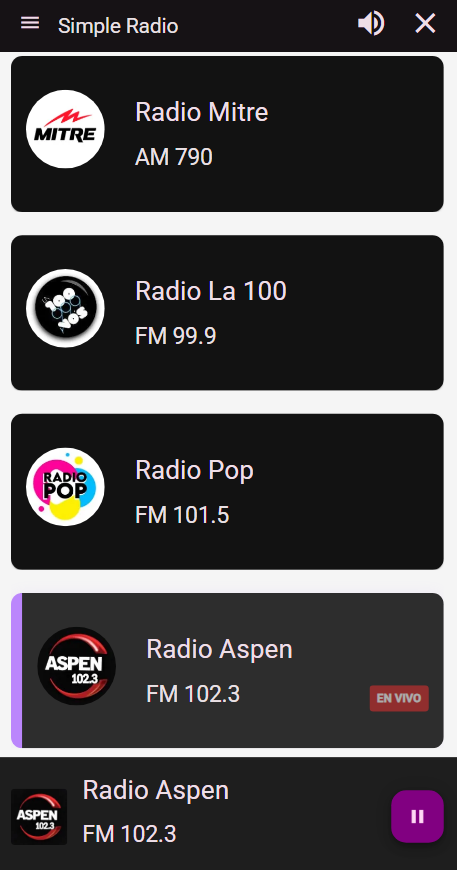 Simple Radio
MITRE
Radio Mitre
AM 790
100
VOS
Radio La 100
FM 99.9
RADIO
POP
Radio Pop
FM 101.5
ASPEN
102.3
Radio Aspen
FM 102.3
EN VIVO
ASPEN
102.3
Radio Aspen
FM 102.3